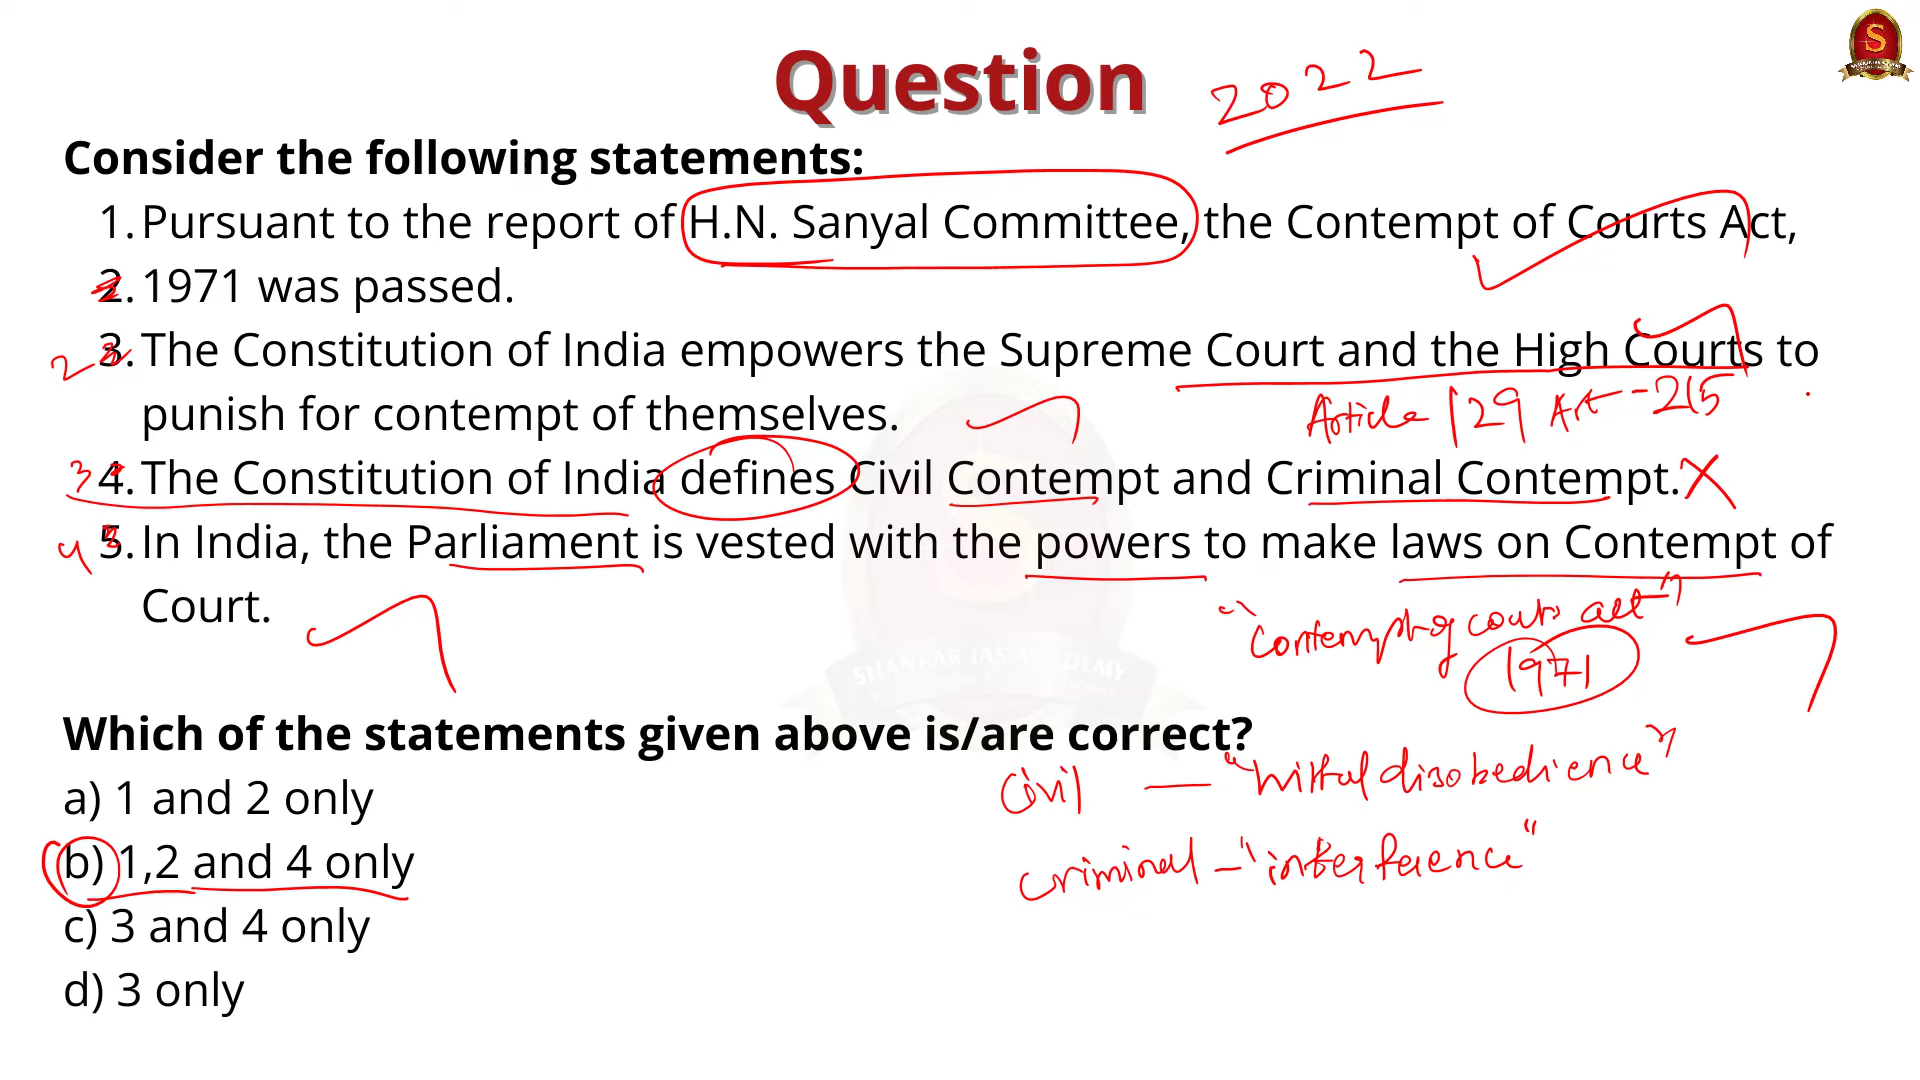 Question
2022
Consider the following statements:
1. Pursuant to the report of H.N. Sanyal Committee, the Contempt of Courts Act,
2. 1971 was passed.
2 3. The Constitution of India empowers the Supreme Court and the High Courts to
punish for contempt of themselves.
Article 129 Art - 215
3 4. The Constitution of India defines Civil Contempt and Criminal Contempt. X
4 5. In India, the Parliament is vested with the powers to make laws on Contempt of
Court.
"Contempt of courts act"
1971
SHANKAR IAS ACADEMY
Which of the statements given above is/are correct?
Civil — "wilful disobedience"
a) 1 and 2 only
b) 1,2 and 4 only
criminal - "interference"
c) 3 and 4 only
d) 3 only